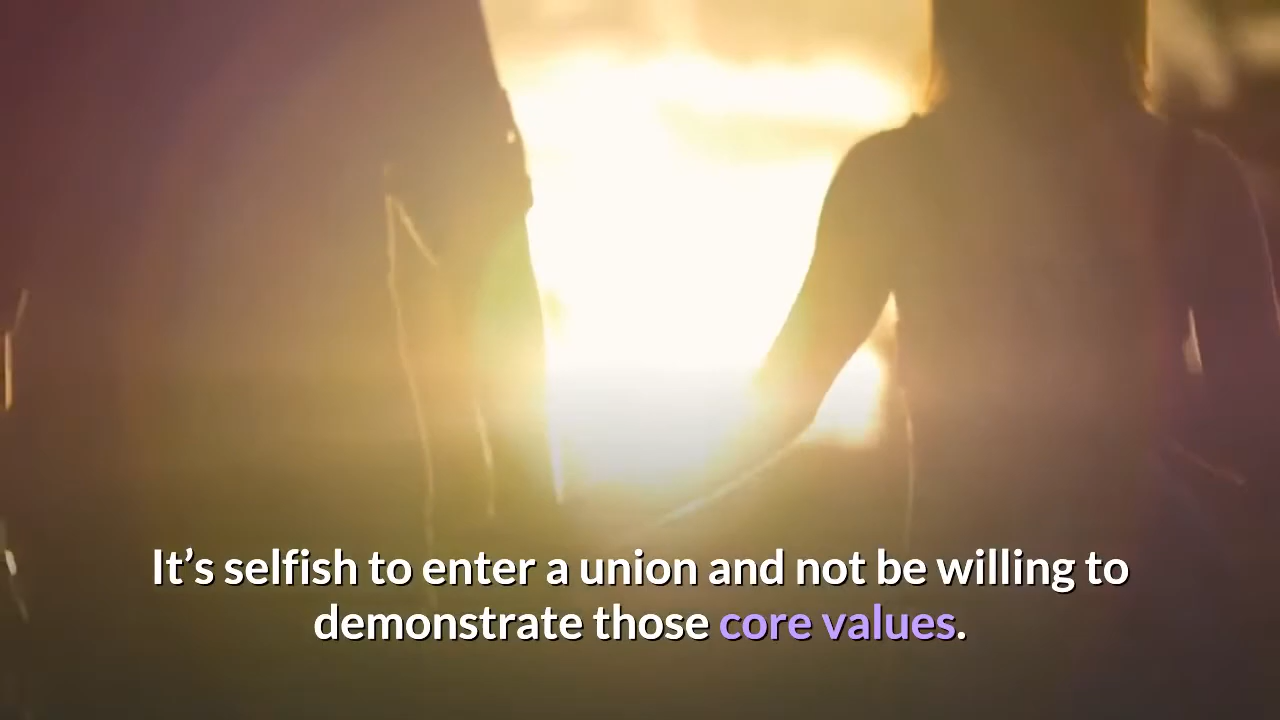 It’s selfish to enter a union and not be willing to
demonstrate those core values.